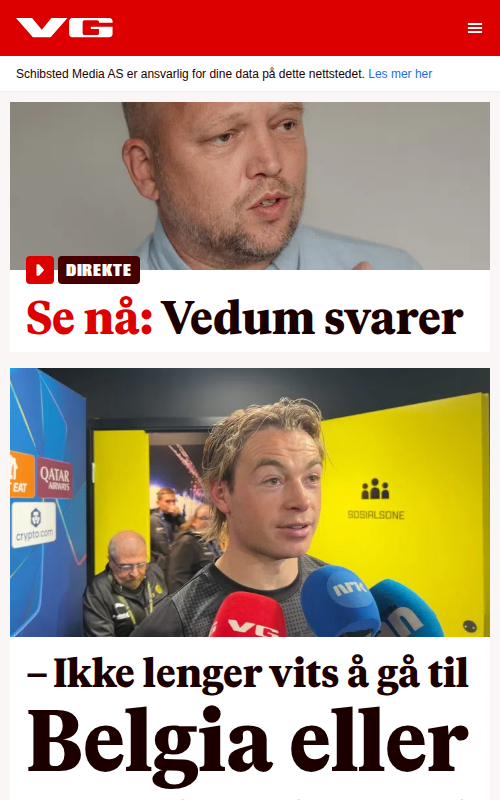 VG
Schibsted Media AS er ansvarlig for dine data på dette nettstedet. Les mer her
DIREKTE
Se nå: Vedum svarer
EAT
QATAR
AIRWAYS
crypto.com
SOSIALSONE
VG
NRK
– Ikke lenger vits å gå til
Belgia eller